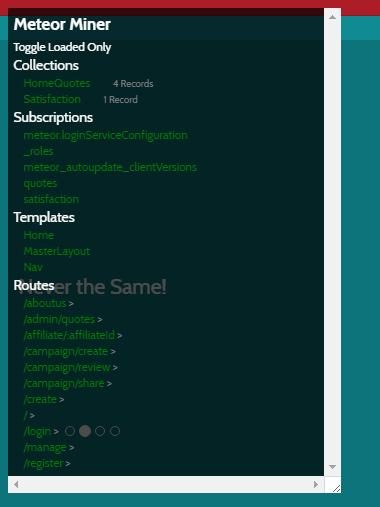 Meteor Miner
Toggle Loaded Only
Collections
HomeQuotes 4 Records
Satisfaction 1 Record
Subscriptions
meteor.loginServiceConfiguration
_roles
meteor_autoupdate_clientVersions
quotes
satisfaction
Templates
Home
MasterLayout
Nav
Routes
Never the Same!
/aboutus >
/admin/quotes >
/affiliate/:affiliateId >
/campaign/create >
/campaign/review >
/campaign/share >
/create >
/ >
/login >
/manage >
/register >